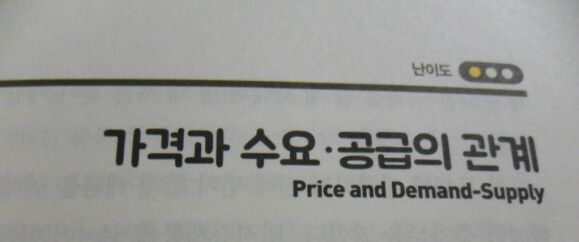 난이도
가격과 수요·공급의 관계
Price and Demand-Supply